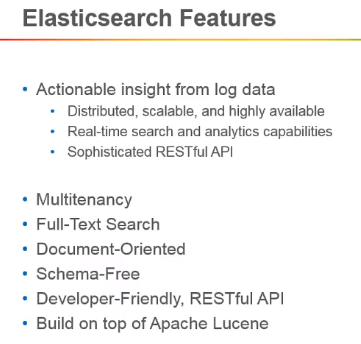 Elasticsearch Features
• Actionable insight from log data
• Distributed, scalable, and highly available
• Real-time search and analytics capabilities
• Sophisticated RESTful API
• Multitenancy
• Full-Text Search
• Document-Oriented
• Schema-Free
• Developer-Friendly, RESTful API
• Build on top of Apache Lucene